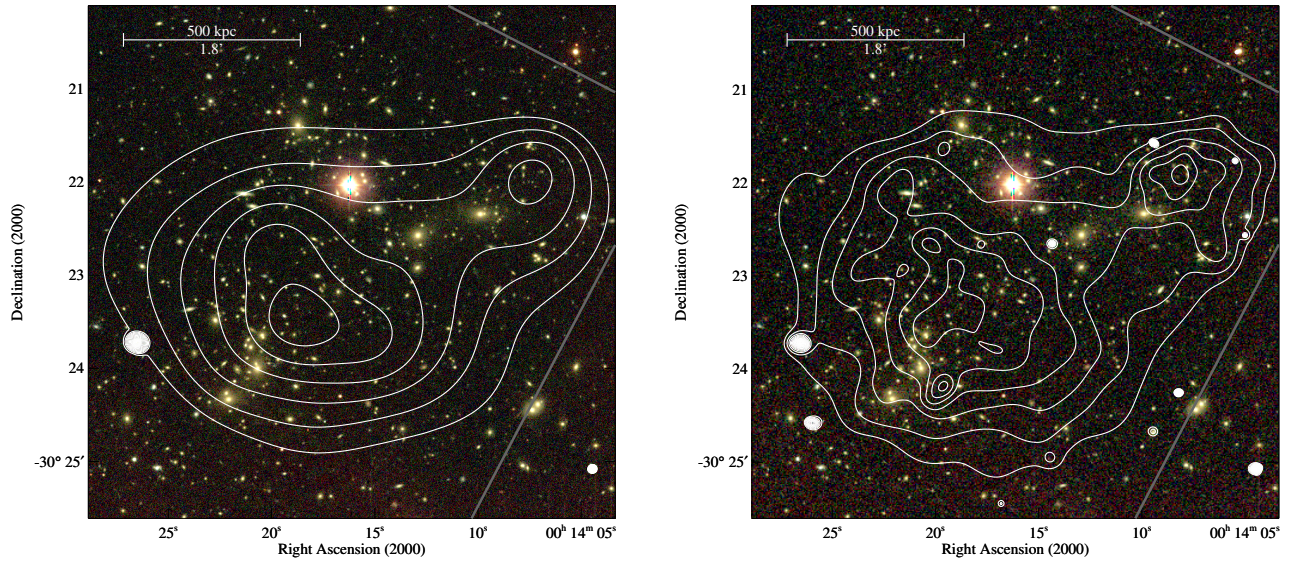 500 kpc
1.8'
21
22
23
24
-30° 25′
Declination (2000)
25ˢ
20ˢ
15ˢ
10ˢ
00ʰ 14ᵐ 05ˢ
Right Ascension (2000)
500 kpc
1.8'
21
22
23
24
-30° 25′
Declination (2000)
25ˢ
20ˢ
15ˢ
10ˢ
00ʰ 14ᵐ 05ˢ
Right Ascension (2000)